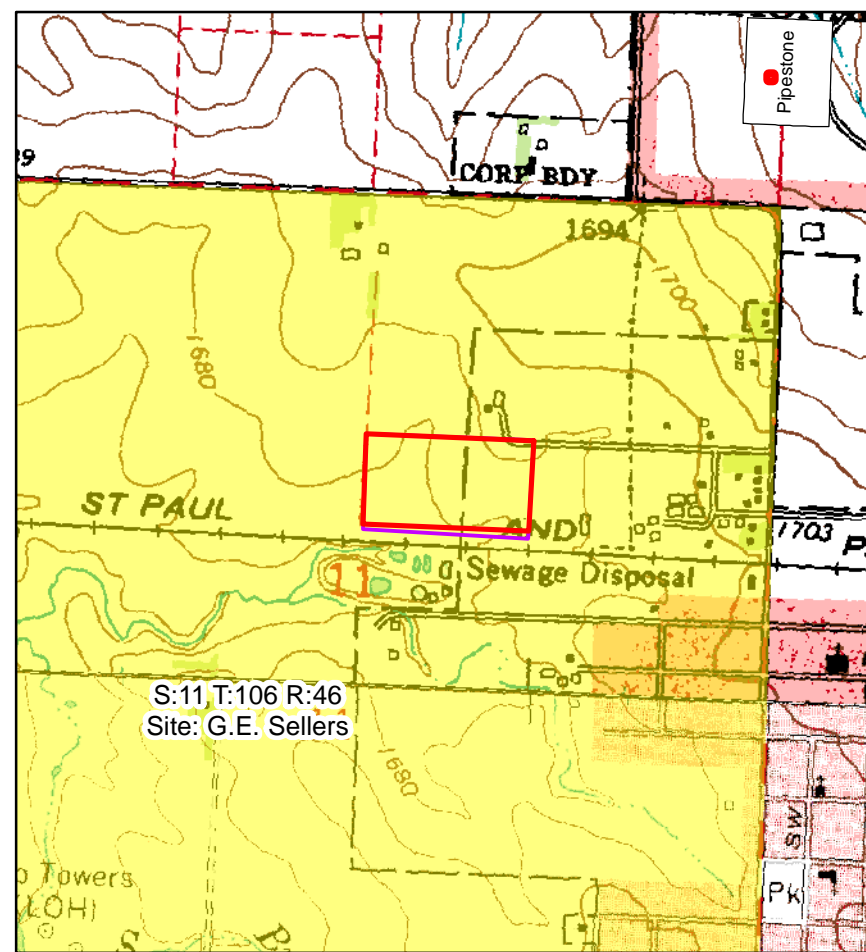 Pipestone
CORP BDY
1694
1700
1680
ST PAUL
AND
1703
P
11
Sewage Disposal
S:11 T:106 R:46
Site: G.E. Sellers
1680
SW
o Towers
(LOH)
Pk
S